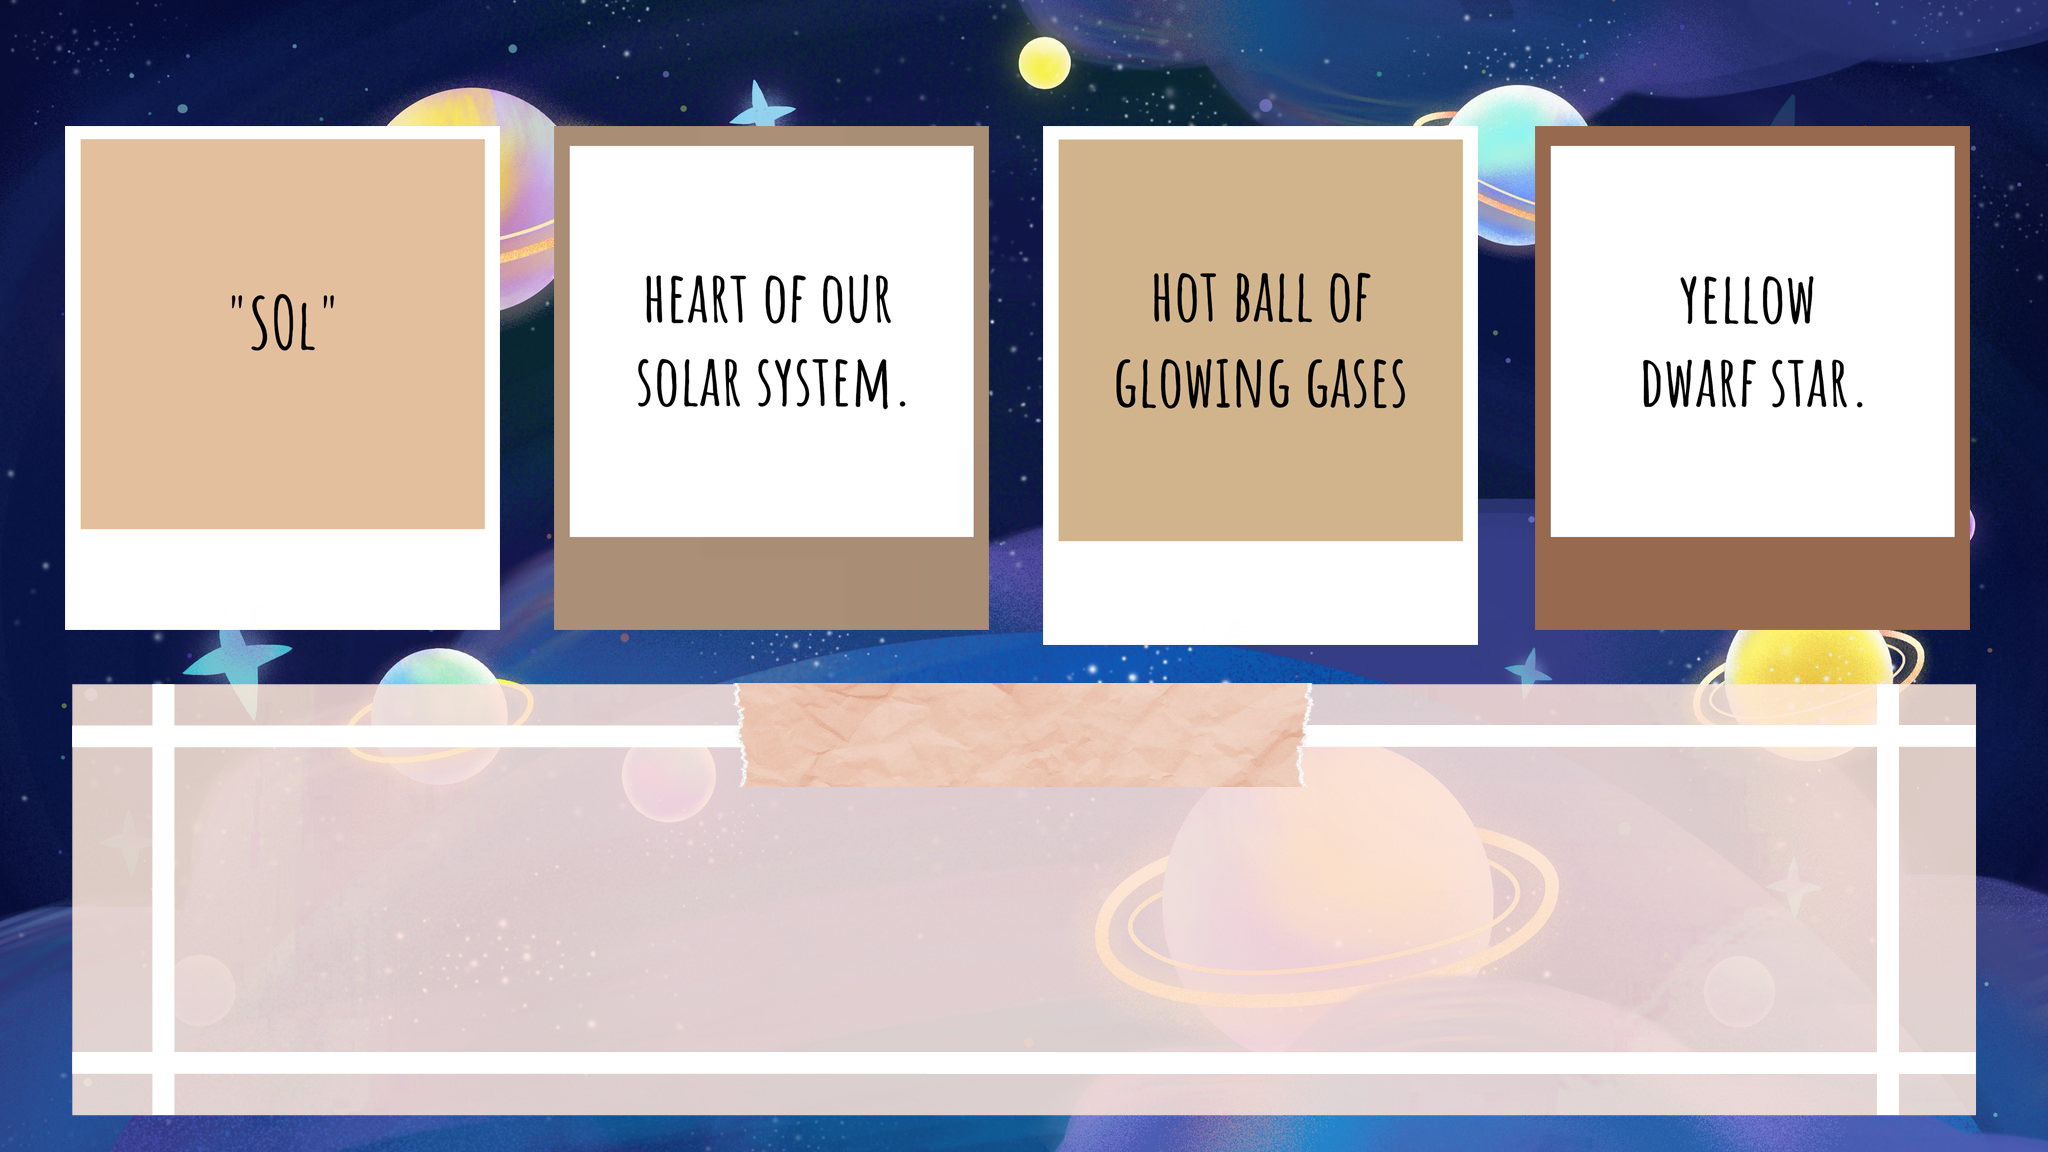 "SOL"
HEART OF OUR
SOLAR SYSTEM.
HOT BALL OF
GLOWING GASES
YELLOW
DWARF STAR.